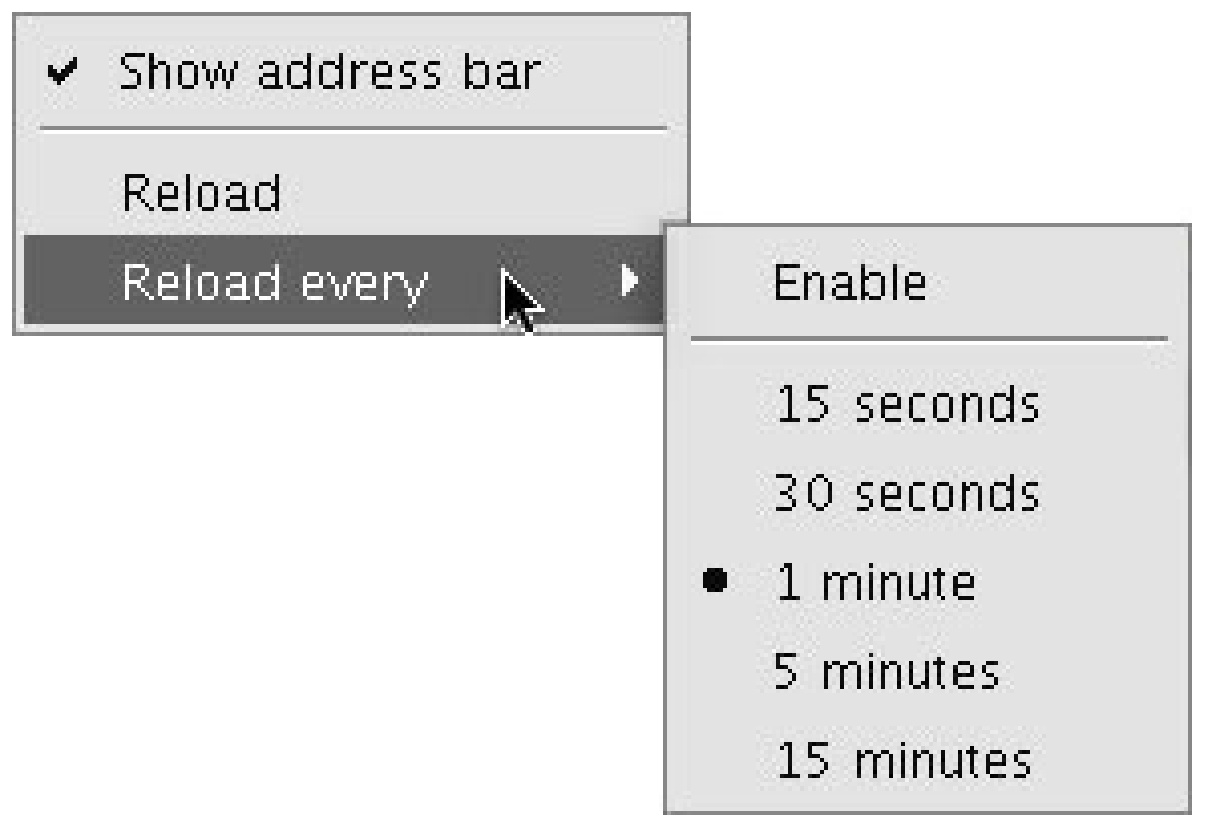 Show address bar
Reload
Reload every
Enable
15 seconds
30 seconds
1 minute
5 minutes
15 minutes